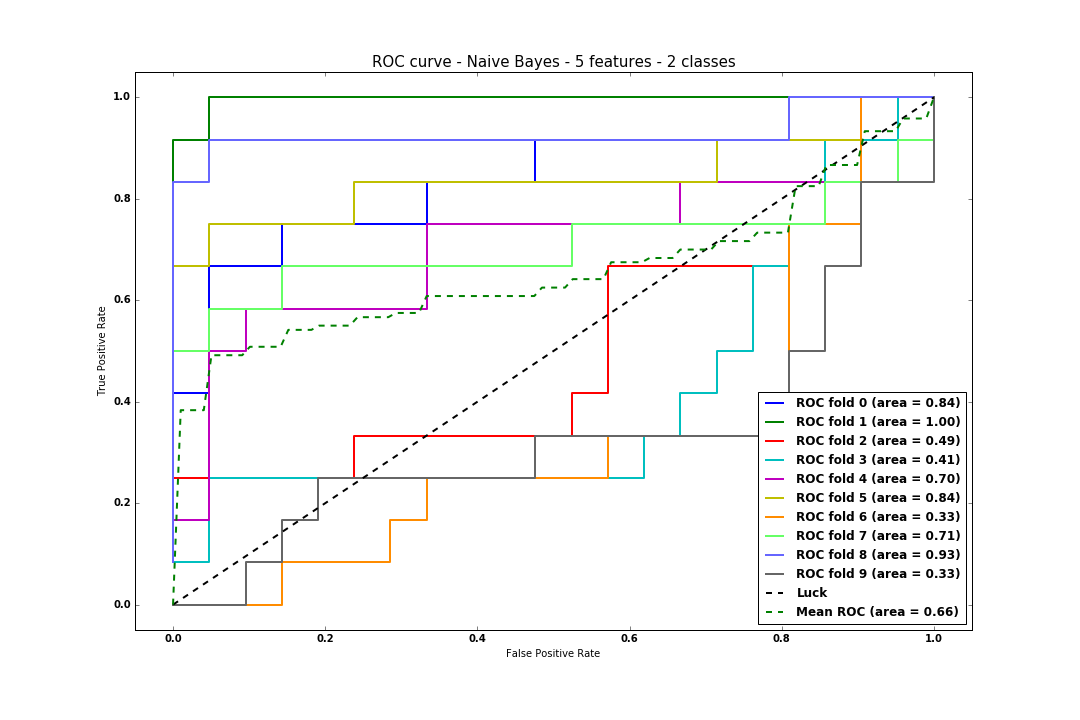 ROC curve - Naive Bayes - 5 features - 2 classes
1.0
0.8
0.6
0.4
0.2
0.0
True Positive Rate
0.0 0.2 0.4 0.6 0.8 1.0
False Positive Rate
ROC fold 0 (area = 0.84)
ROC fold 1 (area = 1.00)
ROC fold 2 (area = 0.49)
ROC fold 3 (area = 0.41)
ROC fold 4 (area = 0.70)
ROC fold 5 (area = 0.84)
ROC fold 6 (area = 0.33)
ROC fold 7 (area = 0.71)
ROC fold 8 (area = 0.93)
ROC fold 9 (area = 0.33)
Luck
Mean ROC (area = 0.66)